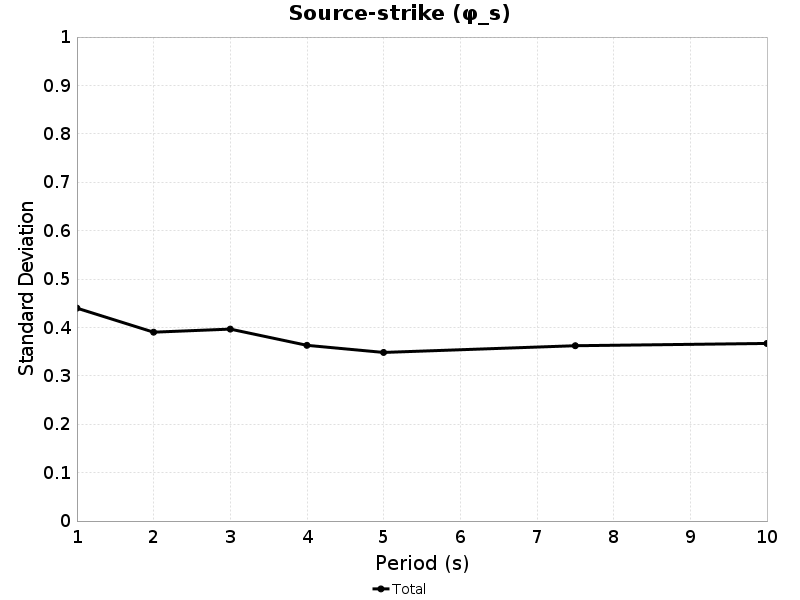 Source-strike (φ_s)
1
0.9
0.8
0.7
0.6
0.5
0.4
0.3
0.2
0.1
0
Standard Deviation
1 2 3 4 5 6 7 8 9 10
Period (s)
Total